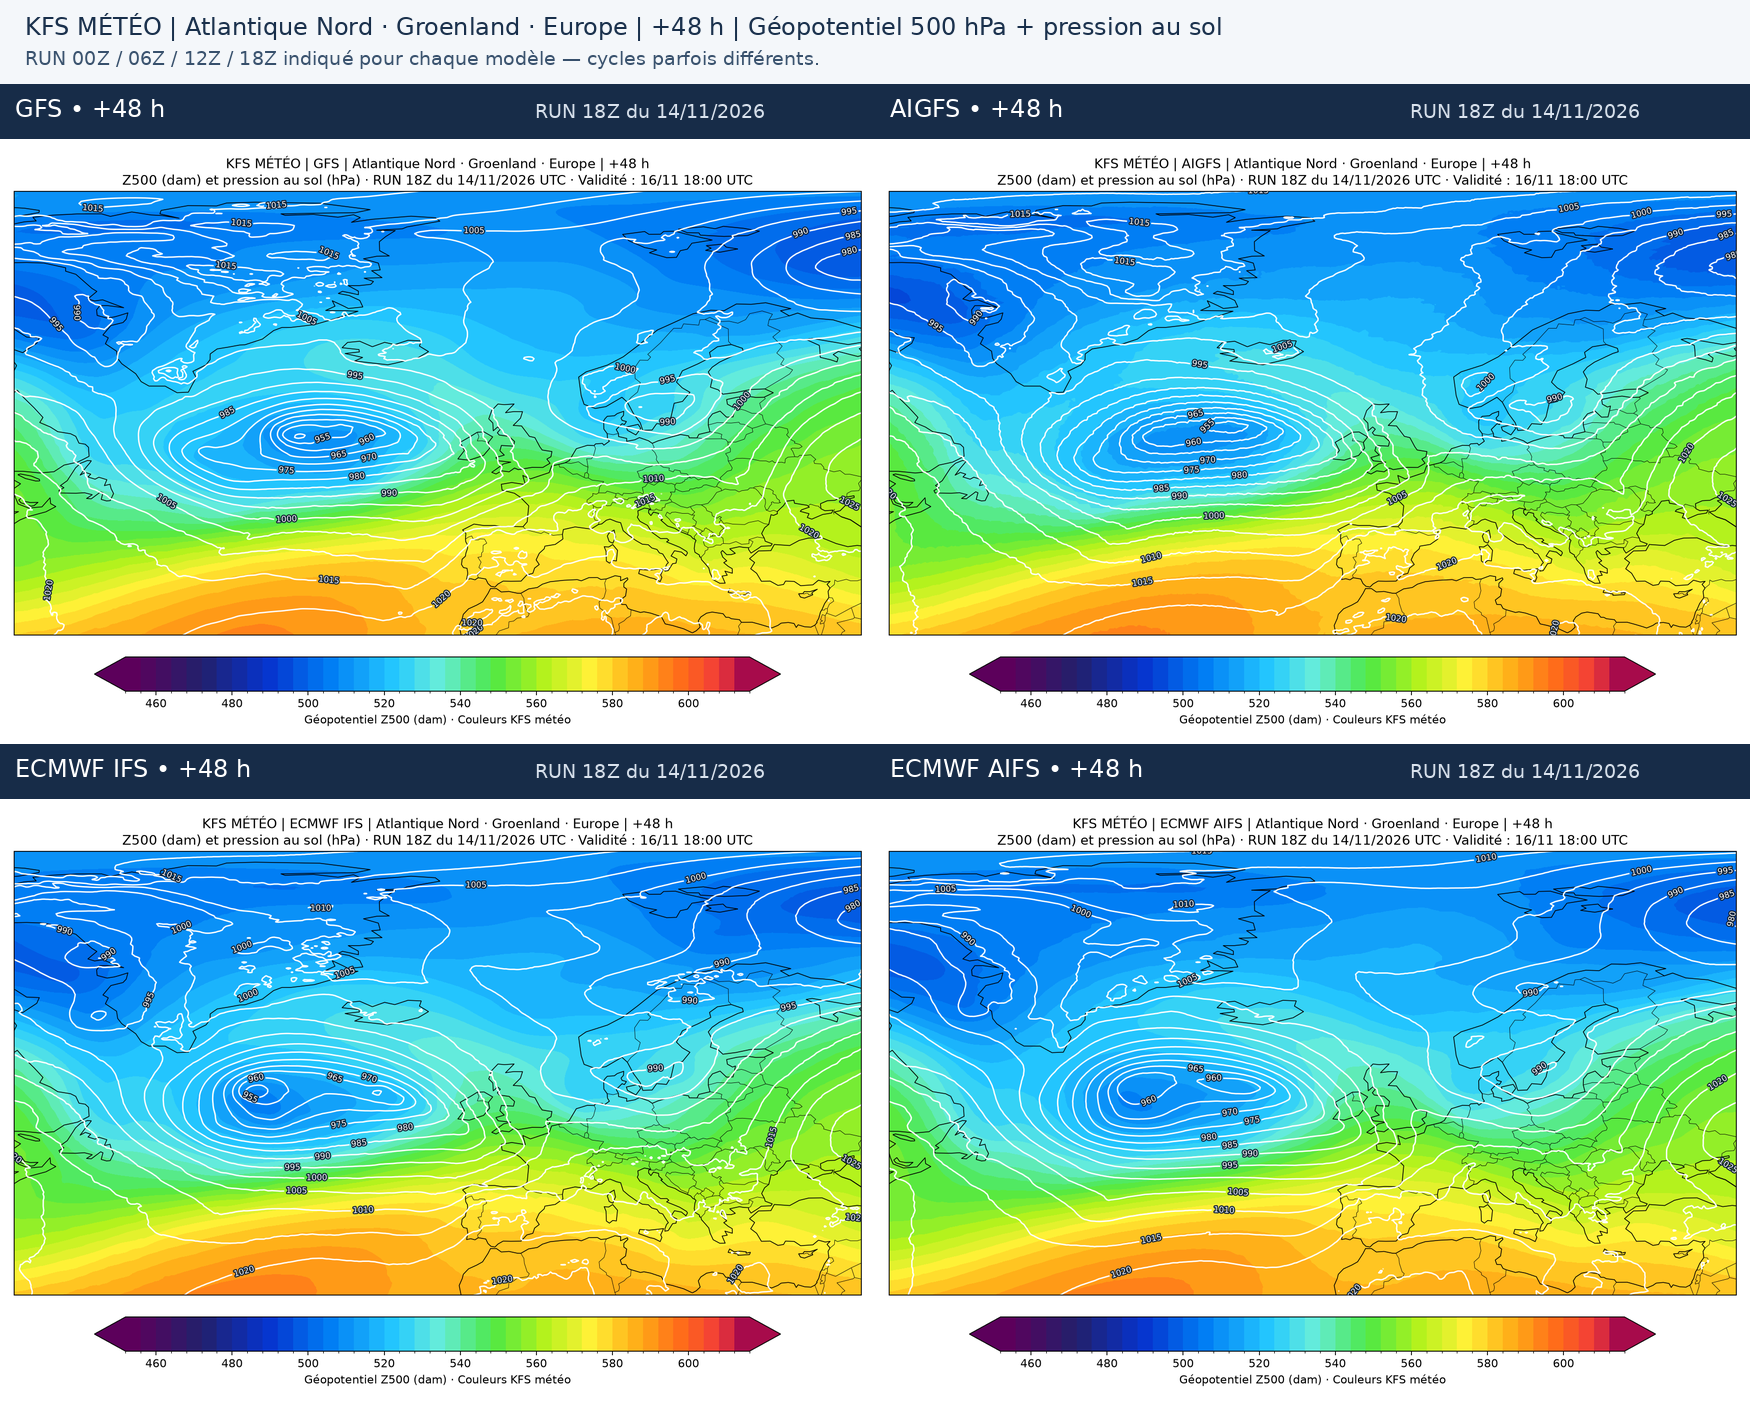 KFS MÉTÉO | Atlantique Nord · Groenland · Europe | +48 h | Géopotentiel 500 hPa + pression au sol
RUN 00Z / 06Z / 12Z / 18Z indiqué pour chaque modèle — cycles parfois différents.
GFS • +48 h
RUN 18Z du 14/11/2026
AIGFS • +48 h
RUN 18Z du 14/11/2026
KFS MÉTÉO | GFS | Atlantique Nord · Groenland · Europe | +48 h
Z500 (dam) et pression au sol (hPa) · RUN 18Z du 14/11/2026 UTC · Validité : 16/11 18:00 UTC
KFS MÉTÉO | AIGFS | Atlantique Nord · Groenland · Europe | +48 h
Z500 (dam) et pression au sol (hPa) · RUN 18Z du 14/11/2026 UTC · Validité : 16/11 18:00 UTC
460 480 500 520 540 560 580 600
Géopotentiel Z500 (dam) · Couleurs KFS météo
460 480 500 520 540 560 580 600
Géopotentiel Z500 (dam) · Couleurs KFS météo
ECMWF IFS • +48 h
RUN 18Z du 14/11/2026
ECMWF AIFS • +48 h
RUN 18Z du 14/11/2026
KFS MÉTÉO | ECMWF IFS | Atlantique Nord · Groenland · Europe | +48 h
Z500 (dam) et pression au sol (hPa) · RUN 18Z du 14/11/2026 UTC · Validité : 16/11 18:00 UTC
KFS MÉTÉO | ECMWF AIFS | Atlantique Nord · Groenland · Europe | +48 h
Z500 (dam) et pression au sol (hPa) · RUN 18Z du 14/11/2026 UTC · Validité : 16/11 18:00 UTC
460 480 500 520 540 560 580 600
Géopotentiel Z500 (dam) · Couleurs KFS météo
460 480 500 520 540 560 580 600
Géopotentiel Z500 (dam) · Couleurs KFS météo